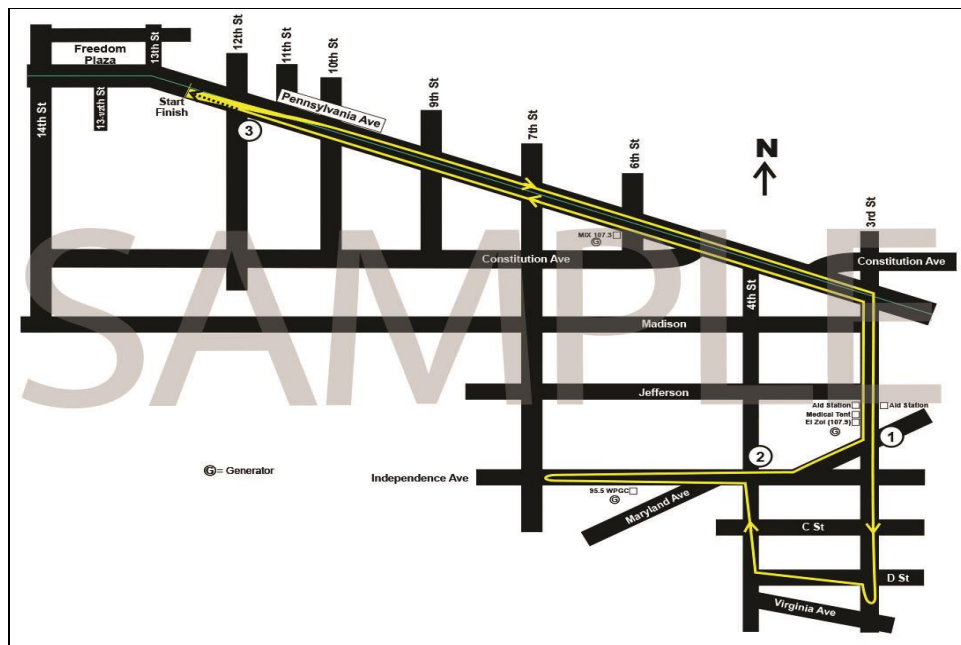 Freedom
Plaza
13th St
12th St
11th St
10th St
9th St
7th St
6th St
3rd St
14th St
Start
Finish
3
Pennsylvania Ave
N
MIX 107.3
G
Constitution Ave
Constitution Ave
4th St
SAMPLE
Madison
Jefferson
Aid Station
Aid Station
Medical Tent
El Zol (107.9)
G
1
2
G = Generator
Independence Ave
95.5 WPGC
G
Maryland Ave
C St
D St
Virginia Ave